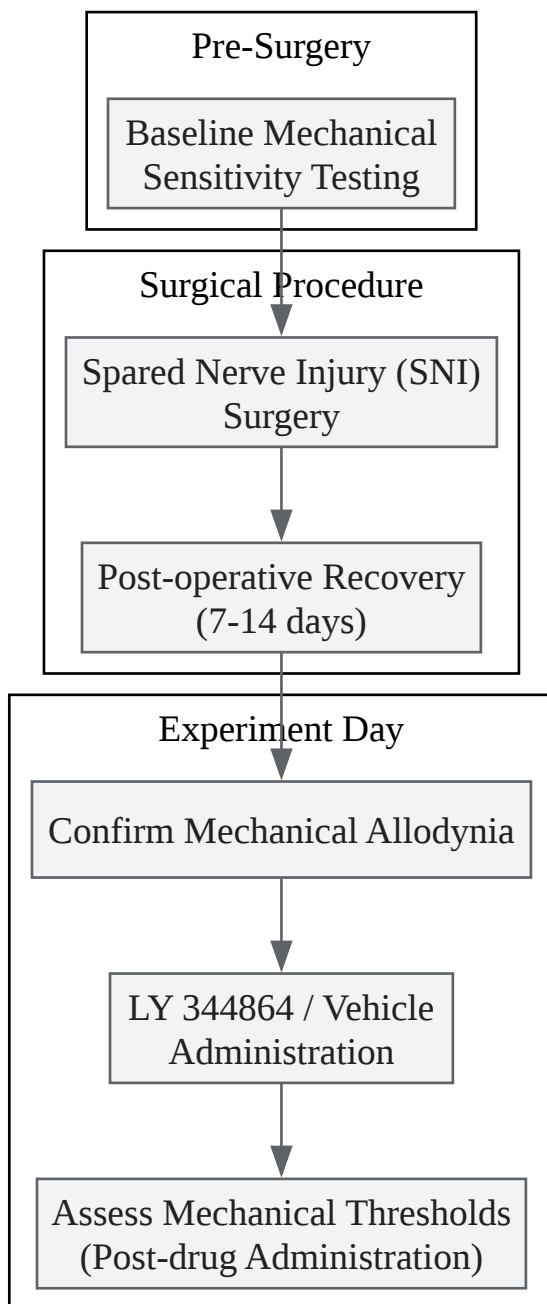 Pre-Surgery
Baseline Mechanical
Sensitivity Testing
Surgical Procedure
Spared Nerve Injury (SNI)
Surgery
Post-operative Recovery
(7-14 days)
Experiment Day
Confirm Mechanical Allodynia
LY 344864 / Vehicle
Administration
Assess Mechanical Thresholds
(Post-drug Administration)